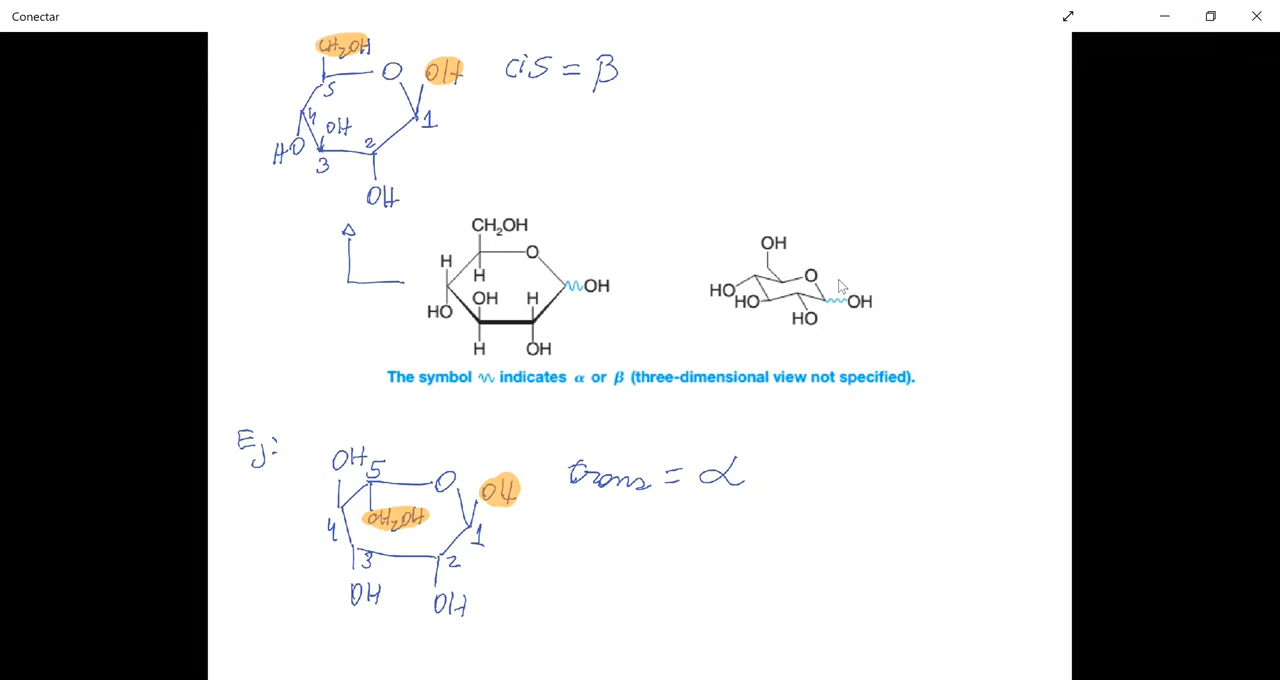 Conectar
CH2OH
O OH cis = β
5
4 OH 1
HO 2
3
OH
CH2OH
H O
H
OH H OH
HO
H OH
OH
O
HO
HO OH
HO
The symbol indicates α or β (three-dimensional view not specified).
Ej:
OH 5 O OH trans = α
CH2OH
4 1
3 2
OH OH